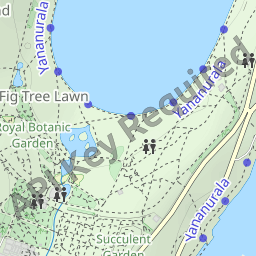 Yananurala
Fig Tree Lawn
Yananurala
Royal Botanic
Garden
API Key Required
Yananurala
Succulent
Garden